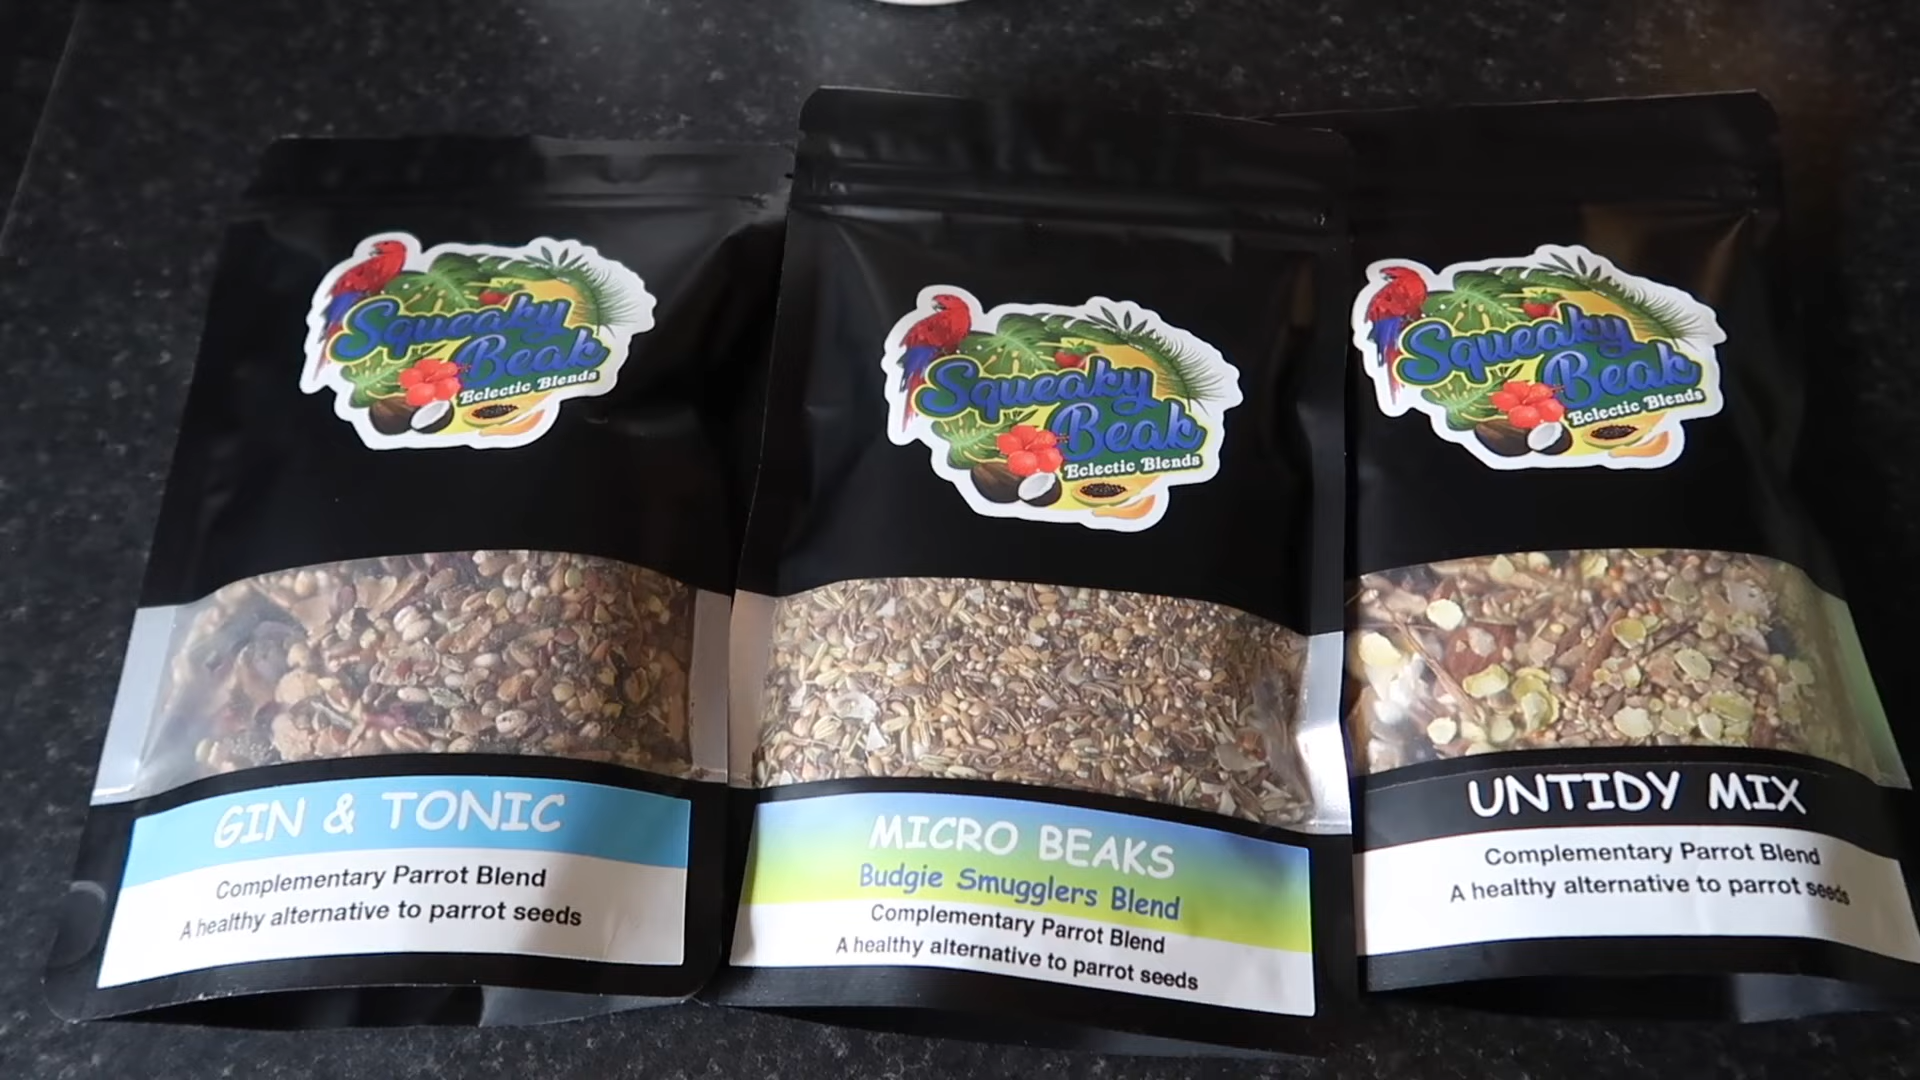 Squeaky
Beak
Eclectic Blends
GIN & TONIC
Complementary Parrot Blend
A healthy alternative to parrot seeds
Squeaky
Beak
Eclectic Blends
MICRO BEAKS
Budgie Smugglers Blend
Complementary Parrot Blend
A healthy alternative to parrot seeds
Squeaky
Beak
Eclectic Blends
UNTIDY MIX
Complementary Parrot Blend
A healthy alternative to parrot seeds